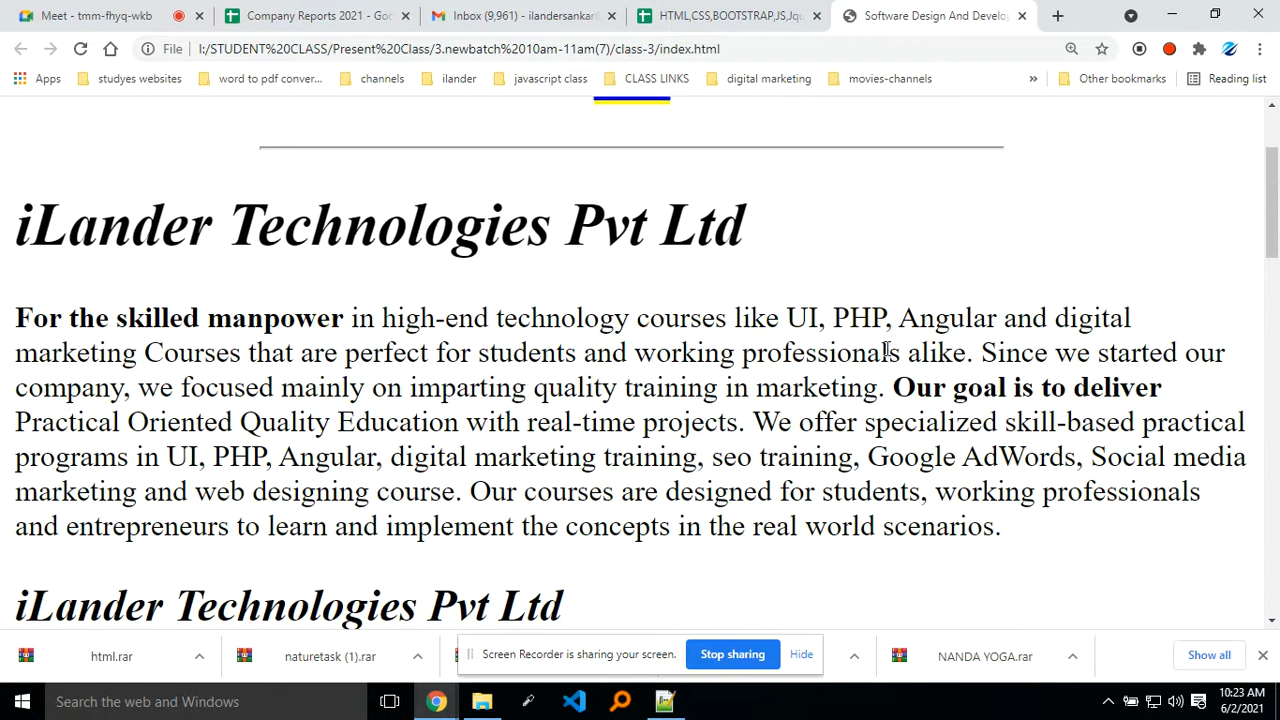 Meet - tmm-fhyq-wkb
Company Reports 2021 - Goo
Inbox (9,961) - ilandersankarti
HTML,CSS,BOOTSTRAP,JS,Jqu
Software Design And Develop
File
I:/STUDENT%20CLASS/Present%20Class/3.newbatch%2010am-11am(7)/class-3/index.html
Apps
studyes websites
word to pdf conver...
channels
ilander
javascript class
CLASS LINKS
digital marketing
movies-channels
»
Other bookmarks
Reading list
iLander Technologies Pvt Ltd
For the skilled manpower in high-end technology courses like UI, PHP, Angular and digital
marketing Courses that are perfect for students and working professionals alike. Since we started our
company, we focused mainly on imparting quality training in marketing. Our goal is to deliver
Practical Oriented Quality Education with real-time projects. We offer specialized skill-based practical
programs in UI, PHP, Angular, digital marketing training, seo training, Google AdWords, Social media
marketing and web designing course. Our courses are designed for students, working professionals
and entrepreneurs to learn and implement the concepts in the real world scenarios.
iLander Technologies Pvt Ltd
html.rar
naturetask (1).rar
Screen Recorder is sharing your screen.
Stop sharing
Hide
NANDA YOGA.rar
Show all
Search the web and Windows
10:23 AM
6/2/2021